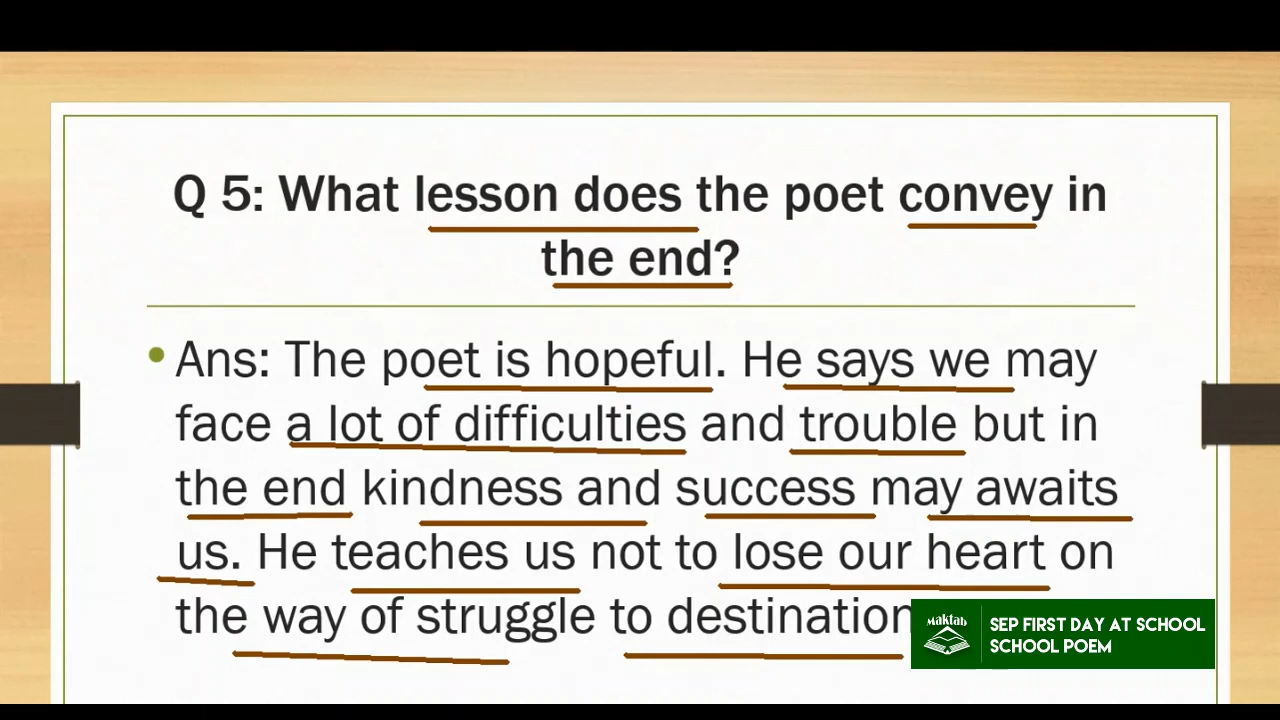 Q 5: What lesson does the poet convey in
the end?
• Ans: The poet is hopeful. He says we may
face a lot of difficulties and trouble but in
the end kindness and success may awaits
us. He teaches us not to lose our heart on
the way of struggle to destination
maktab
SEP FIRST DAY AT SCHOOL
SCHOOL POEM